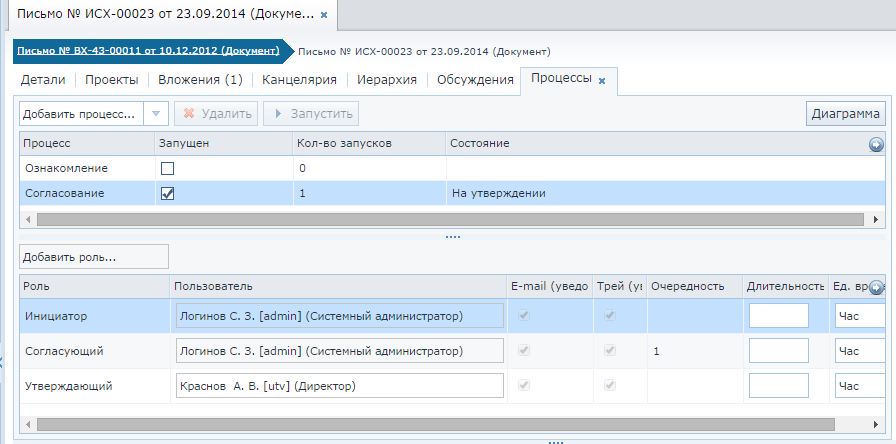 Письмо № ИСХ-00023 от 23.09.2014 (Докуме...
Письмо № ВХ-43-00011 от 10.12.2012 (Документ) Письмо № ИСХ-00023 от 23.09.2014 (Документ)
Детали Проекты Вложения (1) Канцелярия Иерархия Обсуждения Процессы
Добавить процесс... Удалить Запустить Диаграмма
Процесс Запущен Кол-во запусков Состояние
Ознакомление 0
Согласование 1 На утверждении
Добавить роль...
Роль Пользователь E-mail (уведо Трей (ув Очередность Длительность Ед. вре
Инициатор Логинов С. З. [admin] (Системный администратор) Час
Согласующий Логинов С. З. [admin] (Системный администратор) 1 Час
Утверждающий Краснов А. В. [utv] (Директор) Час